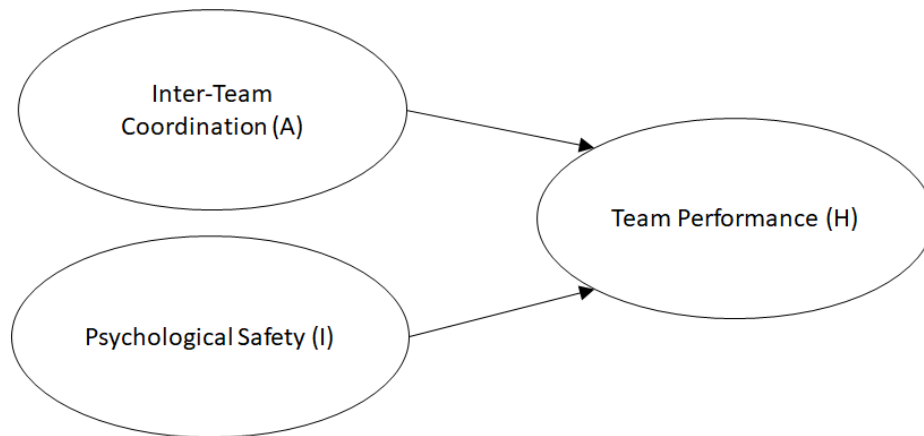 Inter-Team
Coordination (A)
Team Performance (H)
Psychological Safety (I)